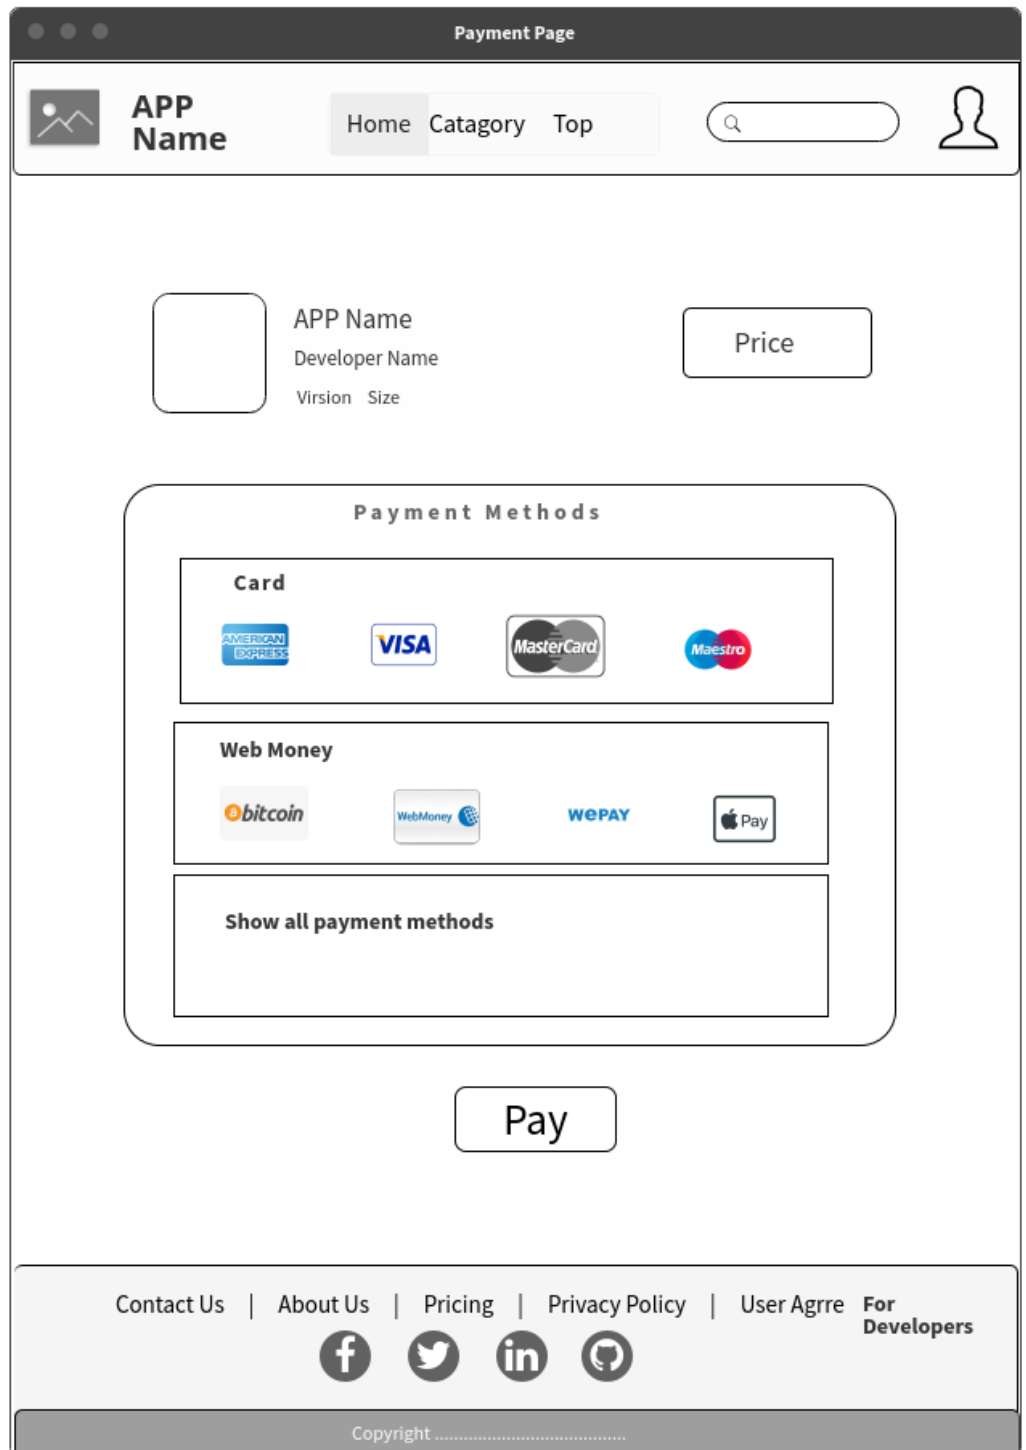 Payment Page
APP
Name
Home Catagory Top
APP Name
Developer Name
Virsion Size
Price
Payment Methods
Card
AMERICAN
EXPRESS
VISA
MasterCard
Maestro
Web Money
bitcoin
WebMoney
wePAY
Pay
Show all payment methods
Pay
Contact Us | About Us | Pricing | Privacy Policy | User Agrre
For
Developers
Copyright ........................................